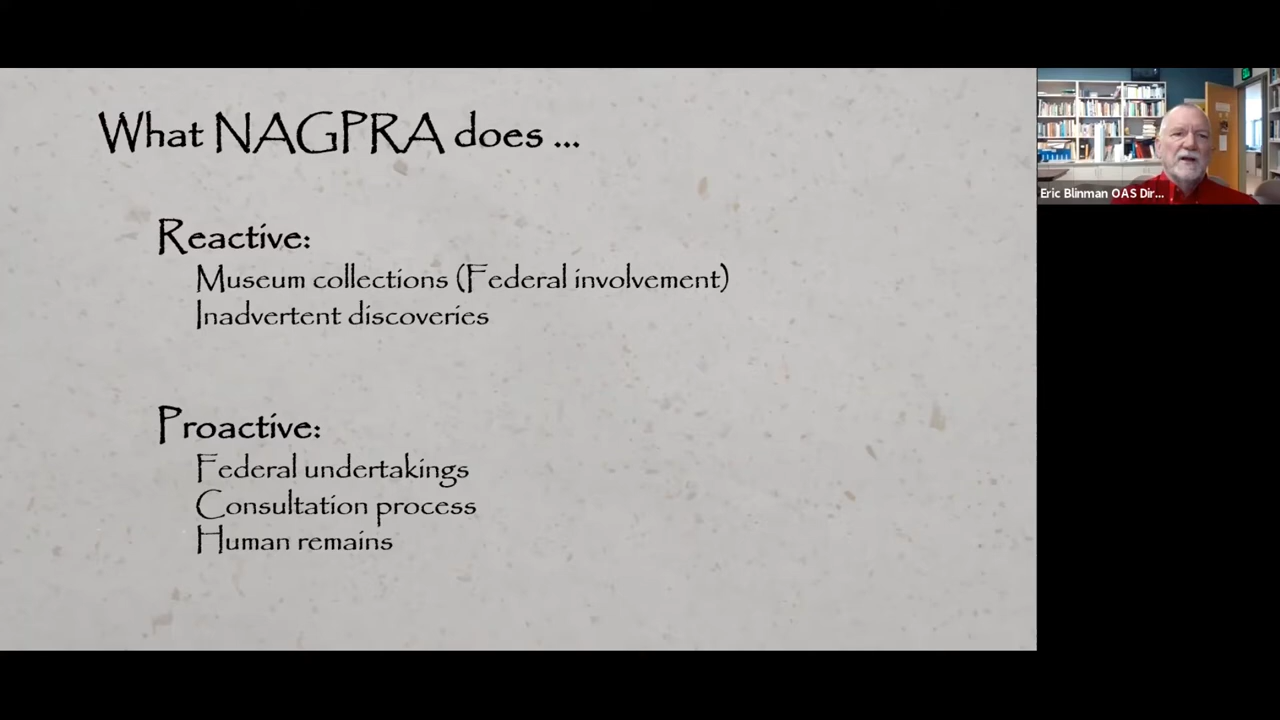 What NAGPRA does ...
Reactive:
Museum collections (Federal involvement)
Inadvertent discoveries
Proactive:
Federal undertakings
Consultation process
Human remains
Eric Blinman OAS Dir...